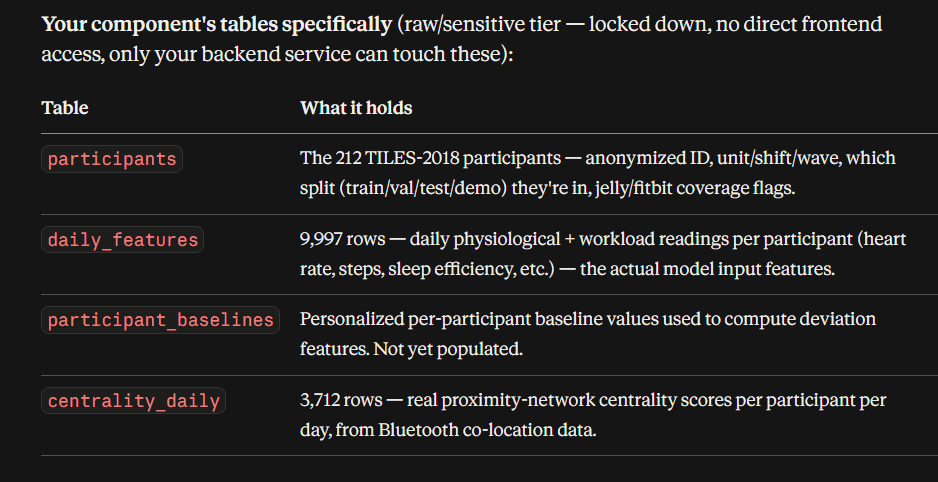 Your component's tables specifically (raw/sensitive tier — locked down, no direct frontend
access, only your backend service can touch these):
Table What it holds
participants The 212 TILES-2018 participants — anonymized ID, unit/shift/wave, which
split (train/val/test/demo) they're in, jelly/fitbit coverage flags.
daily_features 9,997 rows — daily physiological + workload readings per participant (heart
rate, steps, sleep efficiency, etc.) — the actual model input features.
participant_baselines Personalized per-participant baseline values used to compute deviation
features. Not yet populated.
centrality_daily 3,712 rows — real proximity-network centrality scores per participant per
day, from Bluetooth co-location data.